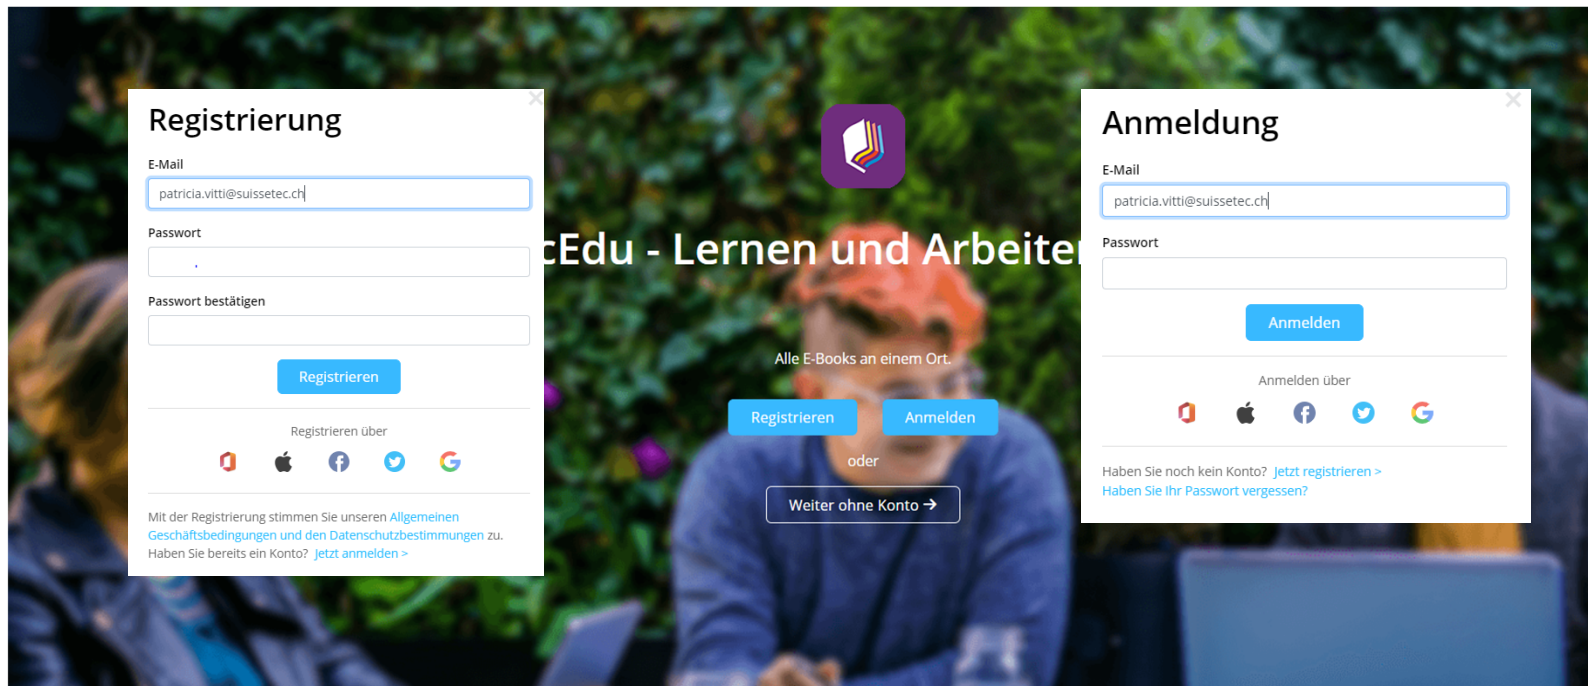 Registrierung
E-Mail
patricia.vitti@suissetec.ch
Passwort
Passwort bestätigen
Registrieren
Registrieren über
Mit der Registrierung stimmen Sie unseren Allgemeinen
Geschäftsbedingungen und den Datenschutzbestimmungen zu.
Haben Sie bereits ein Konto? Jetzt anmelden >
cEdu - Lernen und Arbeiten
Alle E-Books an einem Ort.
Registrieren Anmelden
oder
Weiter ohne Konto →
Anmeldung
E-Mail
patricia.vitti@suissetec.ch
Passwort
Anmelden
Anmelden über
Haben Sie noch kein Konto? Jetzt registrieren >
Haben Sie Ihr Passwort vergessen?